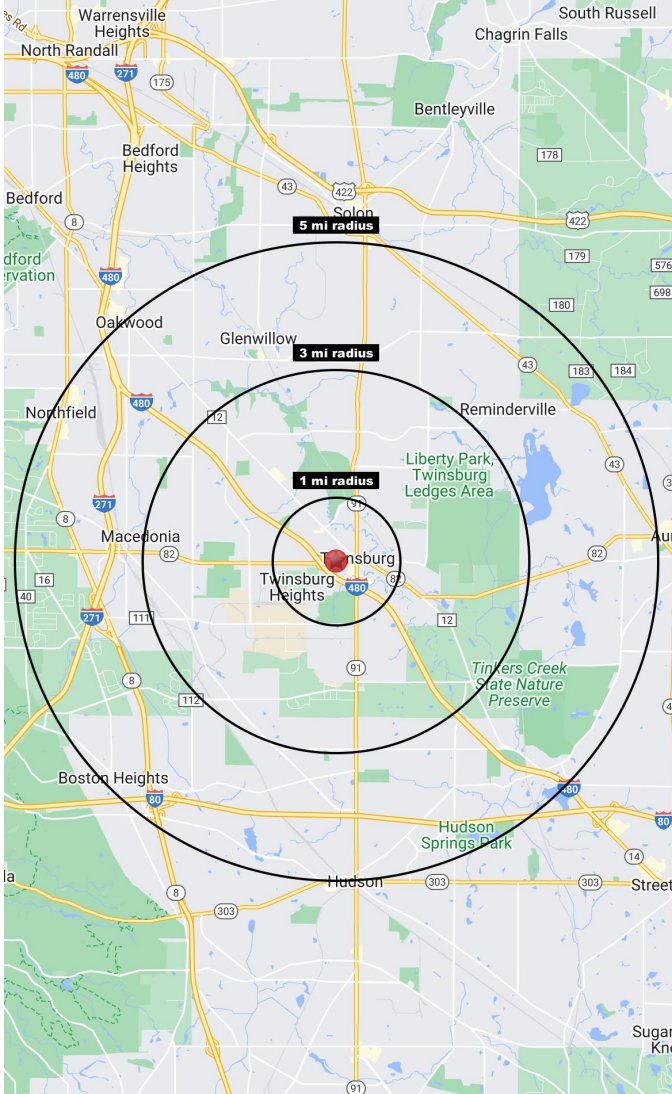 South Russell
Warrensville
Heights
Chagrin Falls
North Randall
480
271
175
Bentleyville
Bedford
Heights
178
43
422
Bedford
Solon
8
422
5 mi radius
179
dford
ervation
576
480
698
180
Oakwood
Glenwillow
3 mi radius
43
183
184
480
Northfield
12
Reminderville
Liberty Park,
Twinsburg
Ledges Area
43
1 mi radius
271
91
8
Macedonia
82
82
Twinsburg
Twinsburg
Heights
480
82
16
40
271
111
12
91
Tinkers Creek
State Nature
Preserve
8
112
Boston Heights
80
480
80
Hudson
Springs Park
14
Hudson
303
303
Street
8
303
Sugar
Kno
91